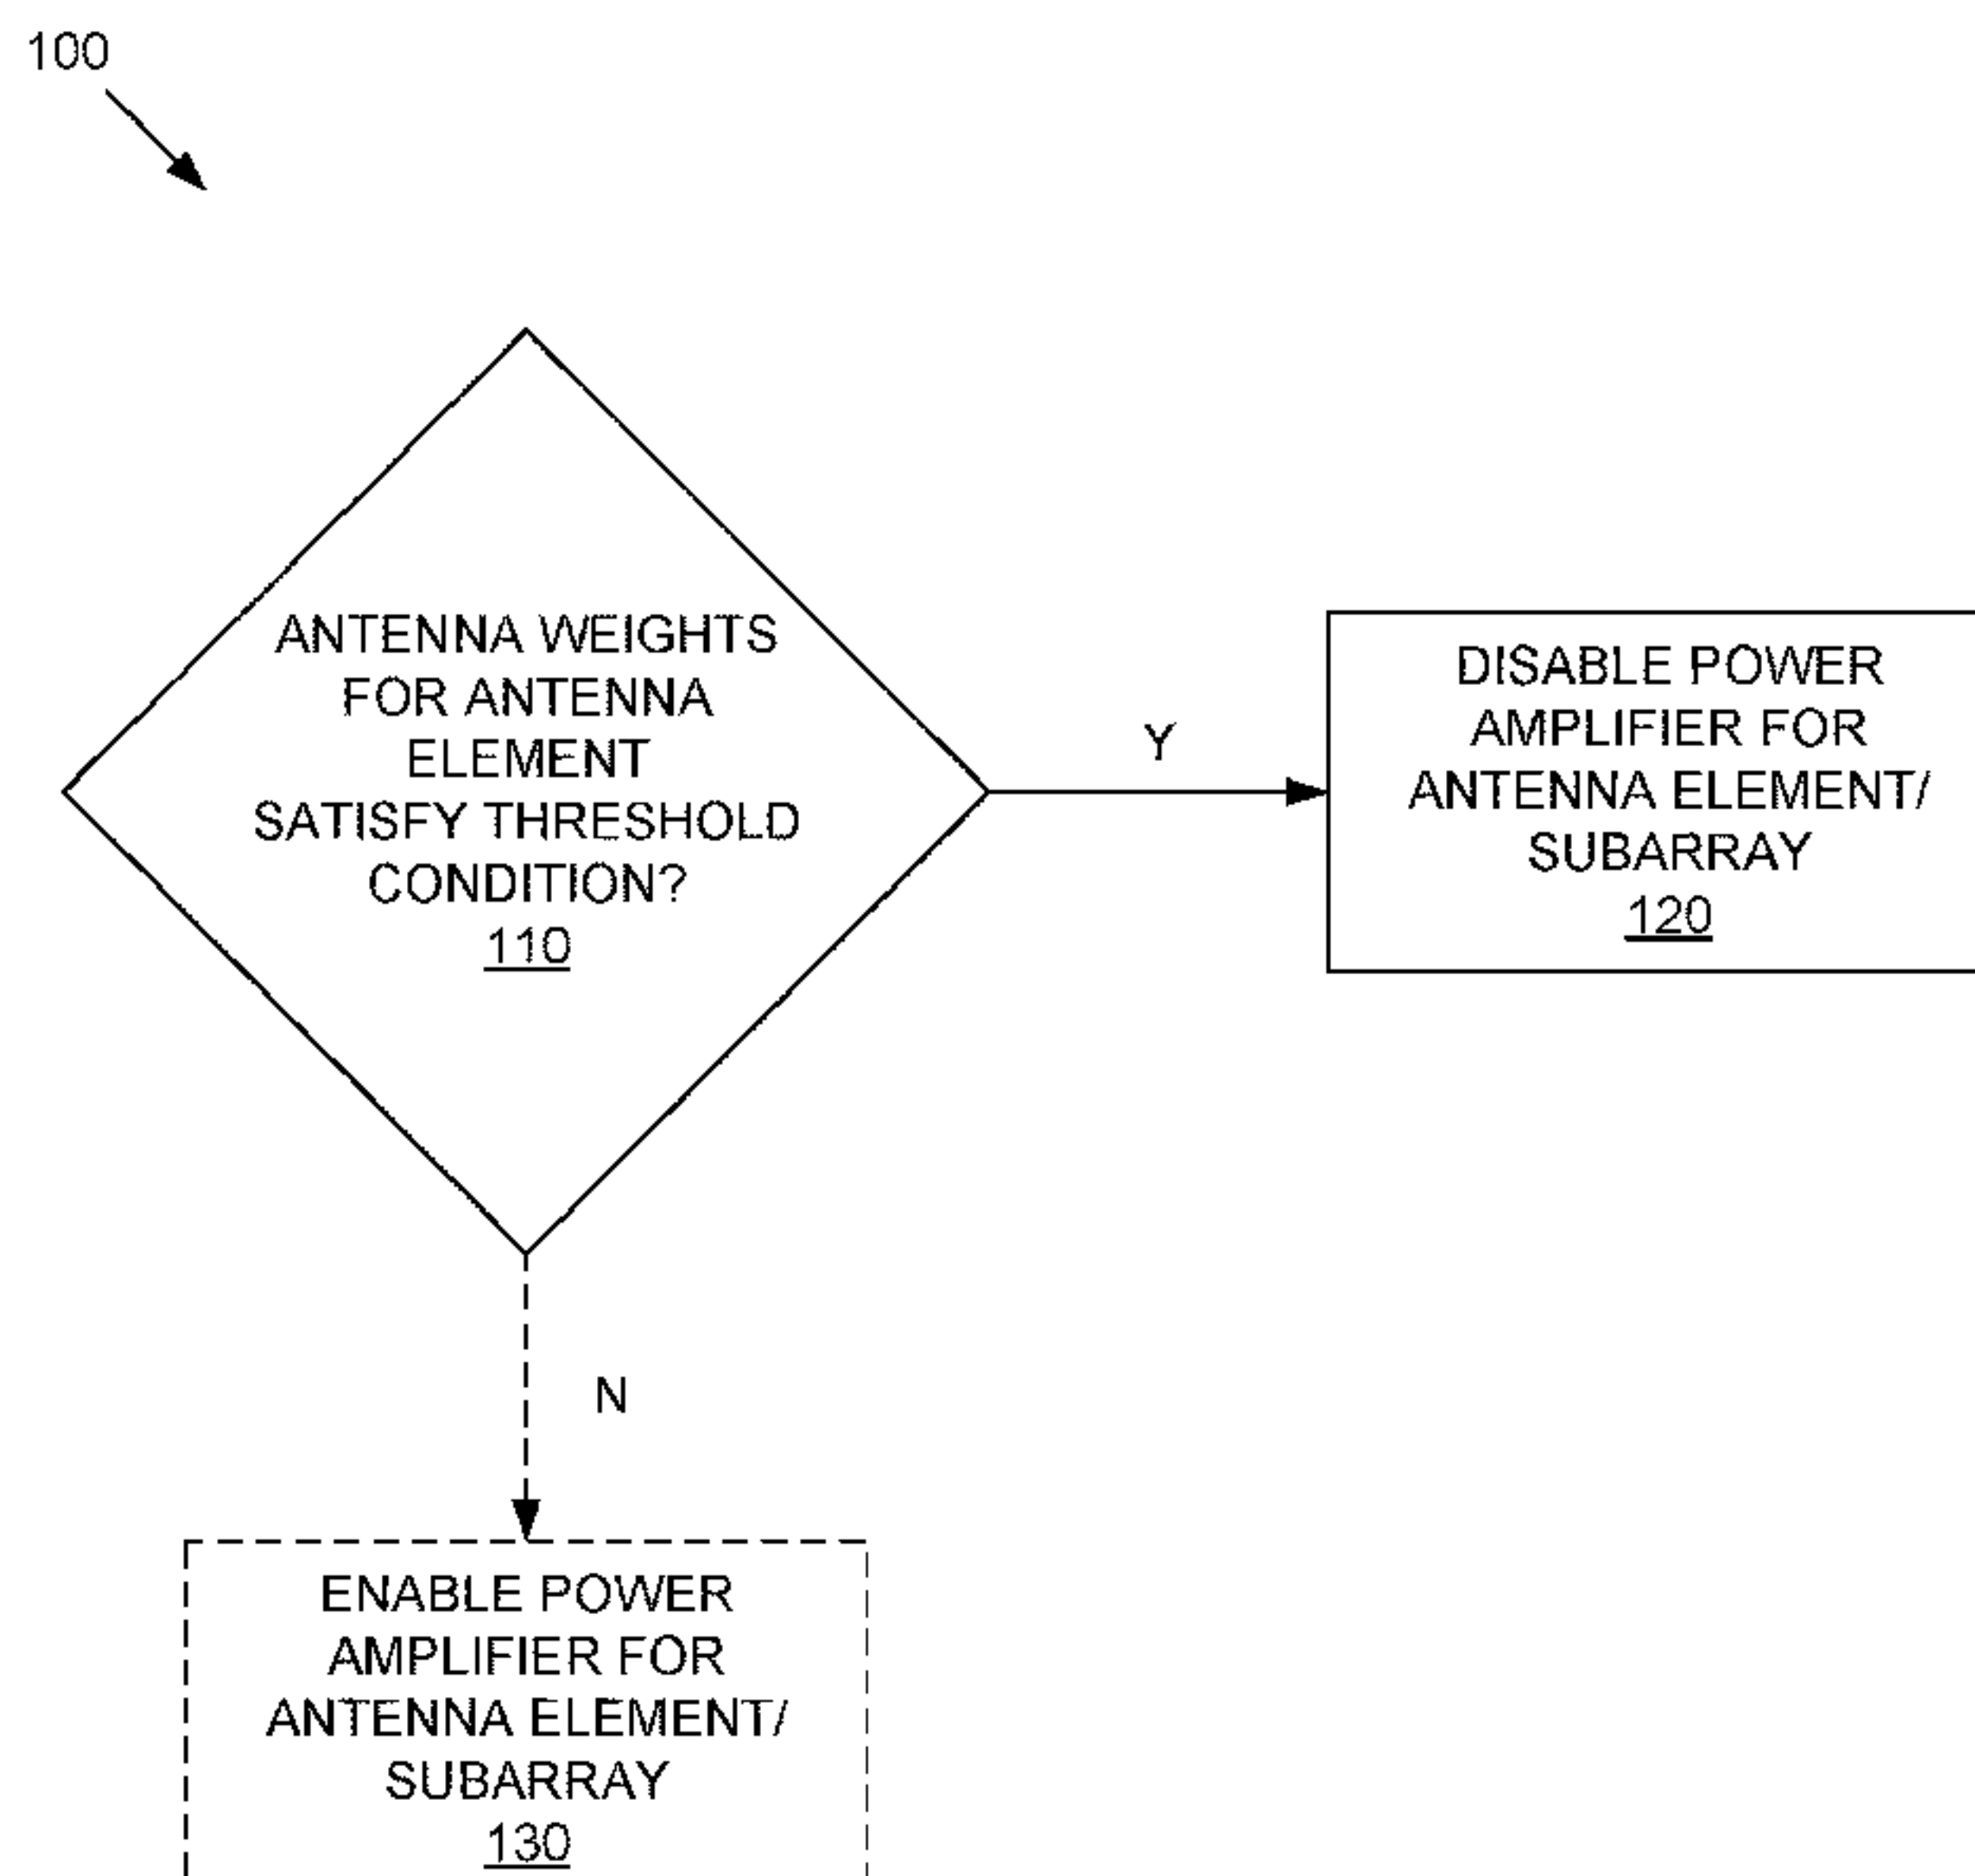 100
ANTENNA WEIGHTS
FOR ANTENNA
ELEMENT
SATISFY THRESHOLD
CONDITION?
110
Y
DISABLE POWER
AMPLIFIER FOR
ANTENNA ELEMENT/
SUBARRAY
120
N
ENABLE POWER
AMPLIFIER FOR
ANTENNA ELEMENT/
SUBARRAY
130